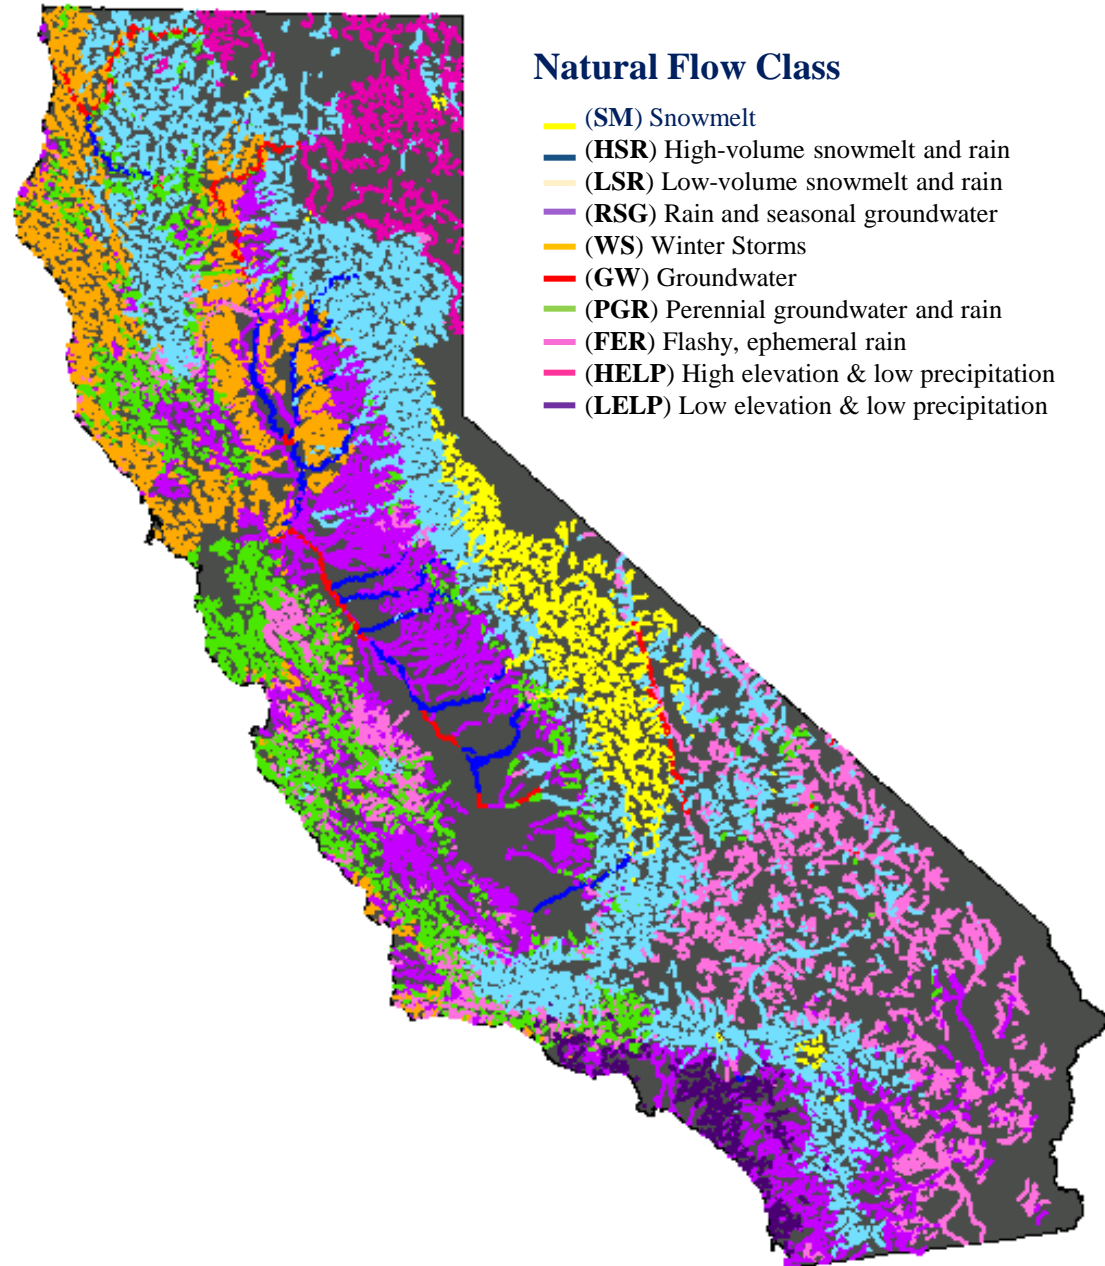 Natural Flow Class
(SM) Snowmelt
(HSR) High-volume snowmelt and rain
(LSR) Low-volume snowmelt and rain
(RSG) Rain and seasonal groundwater
(WS) Winter Storms
(GW) Groundwater
(PGR) Perennial groundwater and rain
(FER) Flashy, ephemeral rain
(HELP) High elevation & low precipitation
(LELP) Low elevation & low precipitation